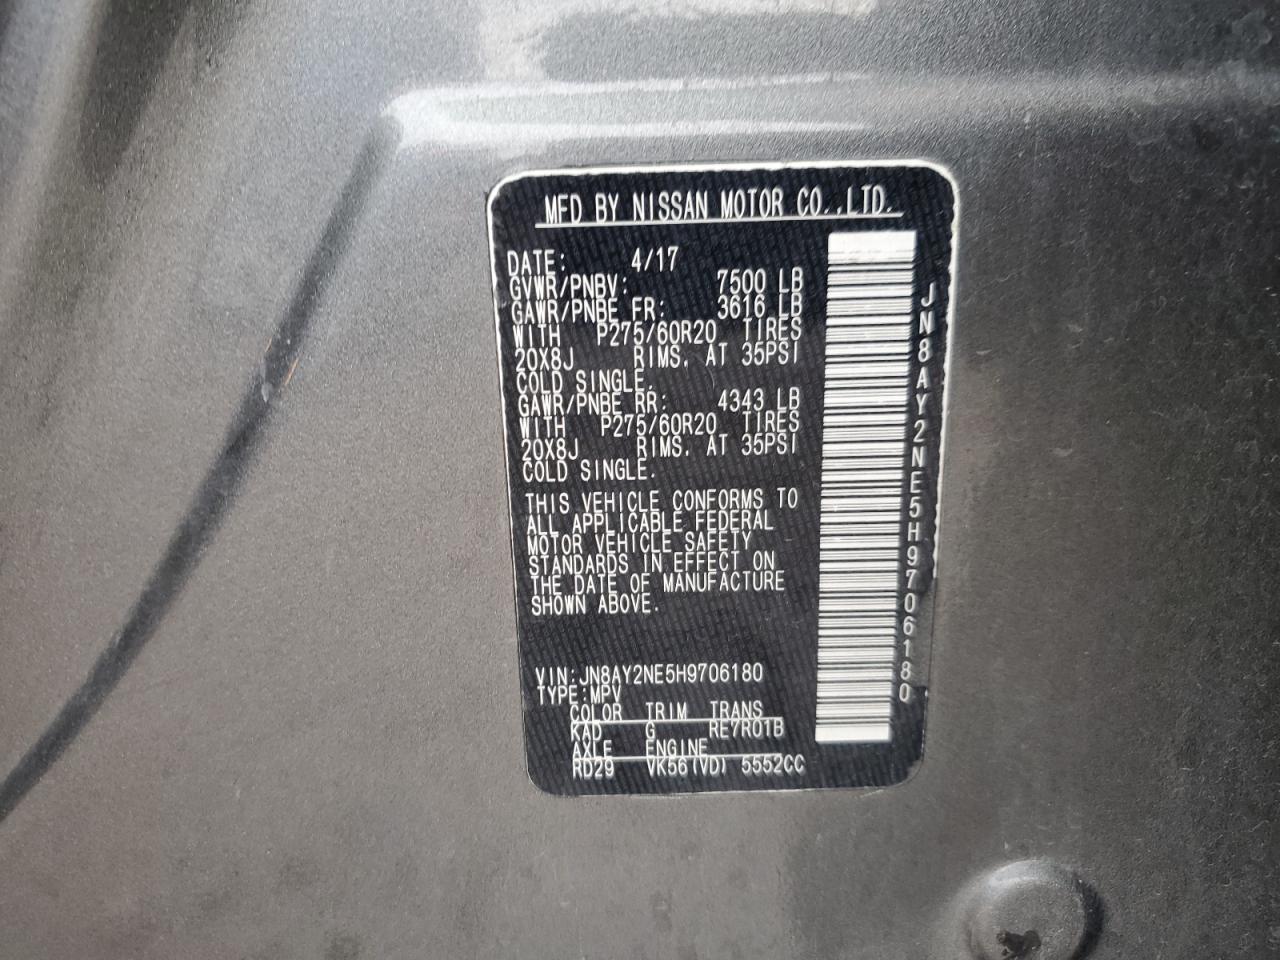 MFD BY NISSAN MOTOR CO.,LTD.
DATE: 4/17
GVWR/PNBV: 7500 LB
GAWR/PNBE FR: 3616 LB
WITH P275/60R20 TIRES
20X8J RIMS. AT 35PSI
COLD SINGLE.
GAWR/PNBE RR: 4343 LB
WITH P275/60R20 TIRES
20X8J RIMS. AT 35PSI
COLD SINGLE.
THIS VEHICLE CONFORMS TO
ALL APPLICABLE FEDERAL
MOTOR VEHICLE SAFETY
STANDARDS IN EFFECT ON
THE DATE OF MANUFACTURE
SHOWN ABOVE.
VIN:JN8AY2NE5H9706180
TYPE:MPV
COLOR TRIM TRANS
KAD G RE7R01B
AXLE ENGINE
RD29 VK56(VD) 5552CC
JN8AY2NE5H9706180